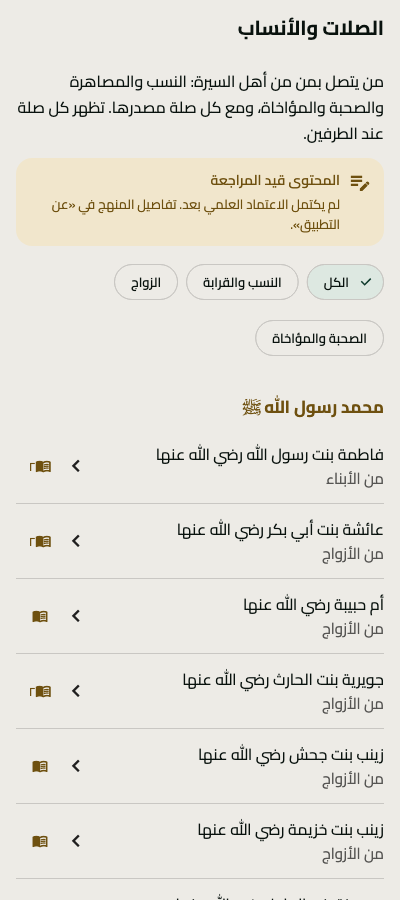 الصلات والأنساب
من يتصل بمن من أهل السيرة: النسب والمصاهرة
والصحبة والمؤاخاة، ومع كل صلة مصدرها. تظهر كل صلة
عند الطرفين.
المحتوى قيد المراجعة
لم يكتمل الاعتماد العلمي بعد. تفاصيل المنهج في «عن
التطبيق».
الكل
النسب والقرابة
الزواج
الصحبة والمؤاخاة
محمد رسول الله ﷺ
فاطمة بنت رسول الله رضي الله عنها
من الأبناء
٢
عائشة بنت أبي بكر رضي الله عنها
من الأزواج
٢
أم حبيبة رضي الله عنها
من الأزواج
جويرية بنت الحارث رضي الله عنها
من الأزواج
٢
زينب بنت جحش رضي الله عنها
من الأزواج
زينب بنت خزيمة رضي الله عنها
من الأزواج